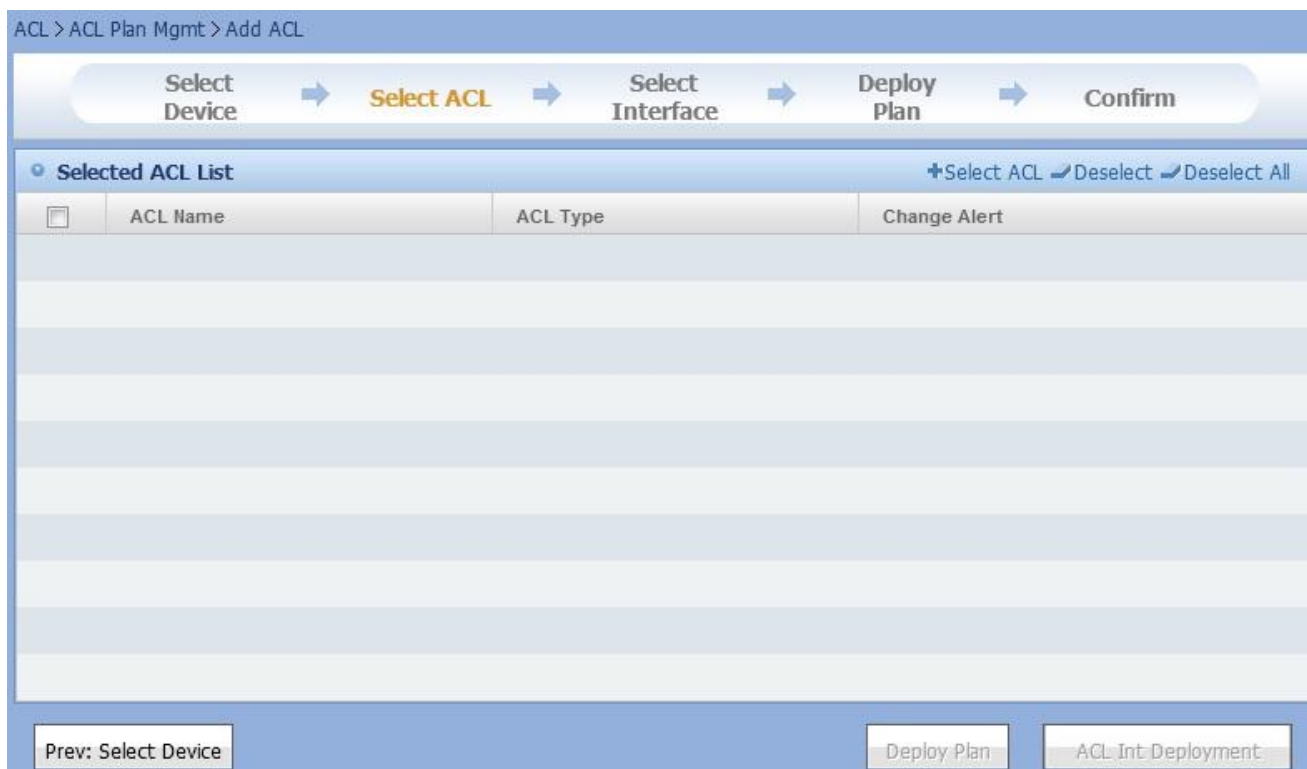 ACL > ACL Plan Mgmt > Add ACL
Select Device
Select ACL
Select Interface
Deploy Plan
Confirm
Selected ACL List
+Select ACL Deselect Deselect All
ACL Name ACL Type Change Alert
Prev: Select Device Deploy Plan ACL Int Deployment